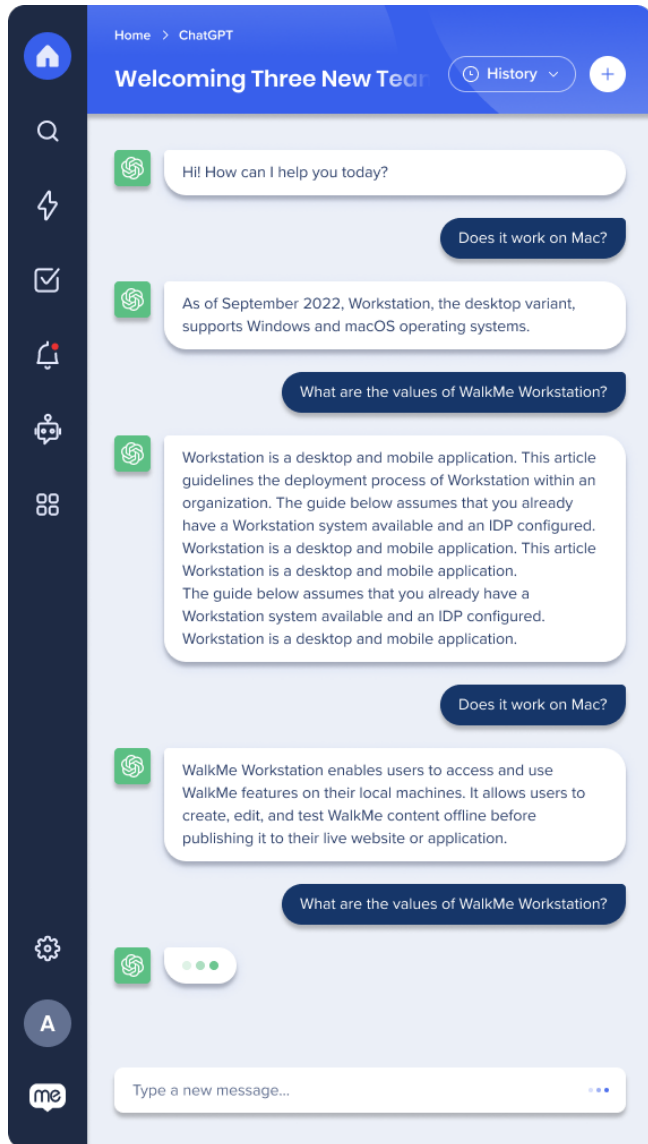 Home > ChatGPT
Welcoming Three New Team
History
Hi! How can I help you today?
Does it work on Mac?
As of September 2022, Workstation, the desktop variant,
supports Windows and macOS operating systems.
What are the values of WalkMe Workstation?
Workstation is a desktop and mobile application. This article
guidelines the deployment process of Workstation within an
organization. The guide below assumes that you already
have a Workstation system available and an IDP configured.
Workstation is a desktop and mobile application. This article
Workstation is a desktop and mobile application.
The guide below assumes that you already have a
Workstation system available and an IDP configured.
Workstation is a desktop and mobile application.
Does it work on Mac?
WalkMe Workstation enables users to access and use
WalkMe features on their local machines. It allows users to
create, edit, and test WalkMe content offline before
publishing it to their live website or application.
What are the values of WalkMe Workstation?
A
me
Type a new message...